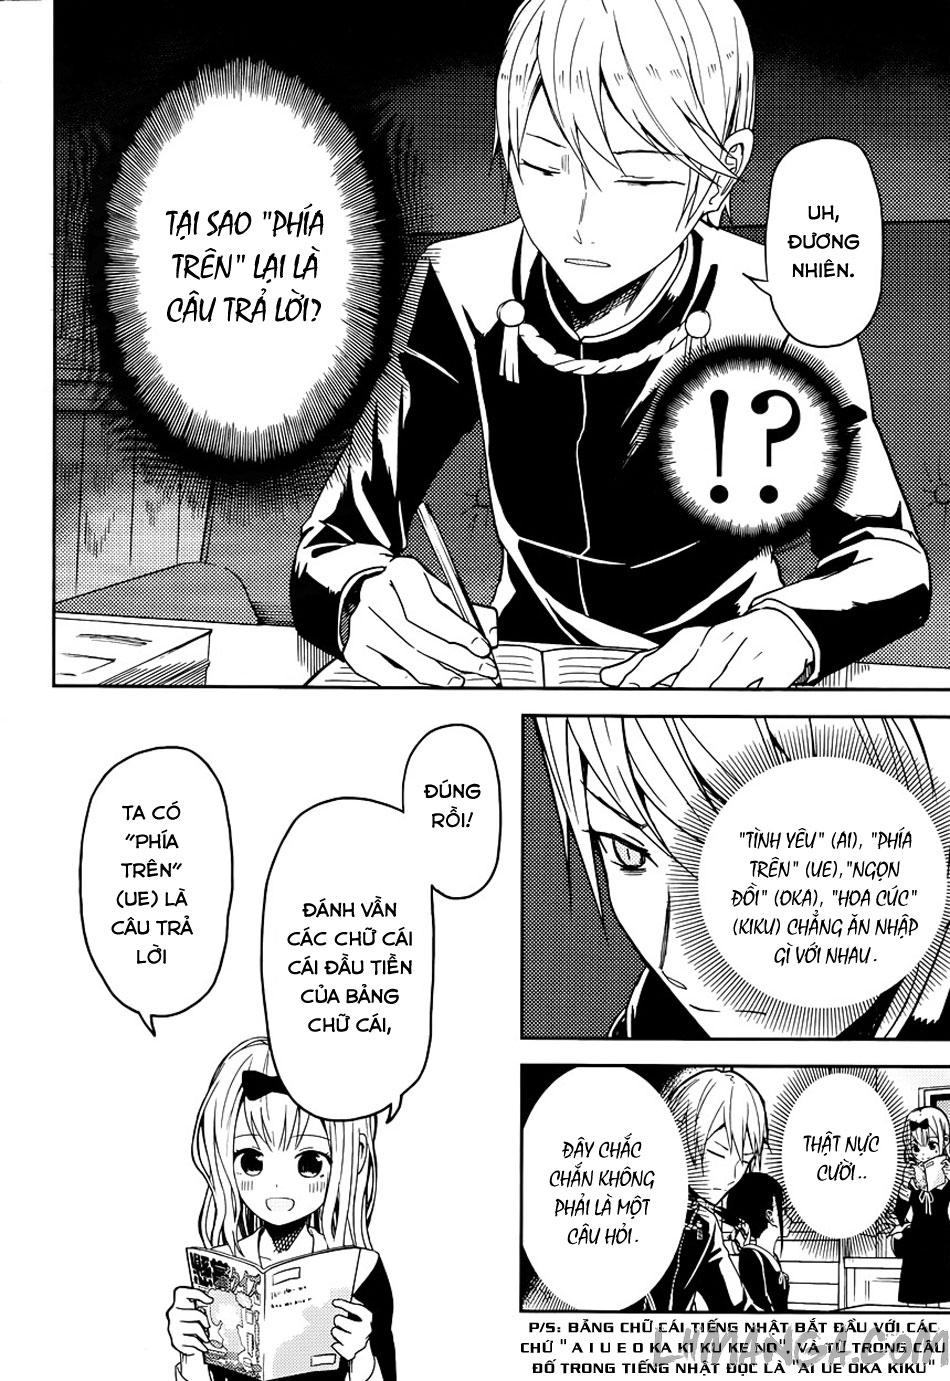 UH,
ĐƯƠNG
NHIÊN.
!?
TẠI SAO "PHÍA
TRÊN" LẠI LÀ
CÂU TRẢ LỜI?
"TÌNH YÊU" (AI), "PHÍA
TRÊN" (UE),"NGỌN
ĐỒI" (OKA), "HOA CÚC"
(KIKU) CHẲNG ĂN NHẬP
GÌ VỚI NHAU.
ĐÚNG
RỒI!
ĐÁNH VẦN
CÁC CHỮ CÁI
CÁI ĐẦU TIÊN
CỦA BẢNG
CHỮ CÁI,
TA CÓ
"PHÍA
TRÊN"
(UE) LÀ
CÂU TRẢ
LỜI
THẬT NỰC
CƯỜI..
ĐÂY CHẮC
CHẮN KHÔNG
PHẢI LÀ MỘT
CÂU HỎI.
P/S: BẢNG CHỮ CÁI TIẾNG NHẬT BẮT ĐẦU VỚI CÁC
CHỮ " A I U E O KA KI KU KE NO", VÀ TỪ TRONG CÂU
ĐỐ TRONG TIẾNG NHẬT ĐỌC LÀ "AI UE OKA KIKU"